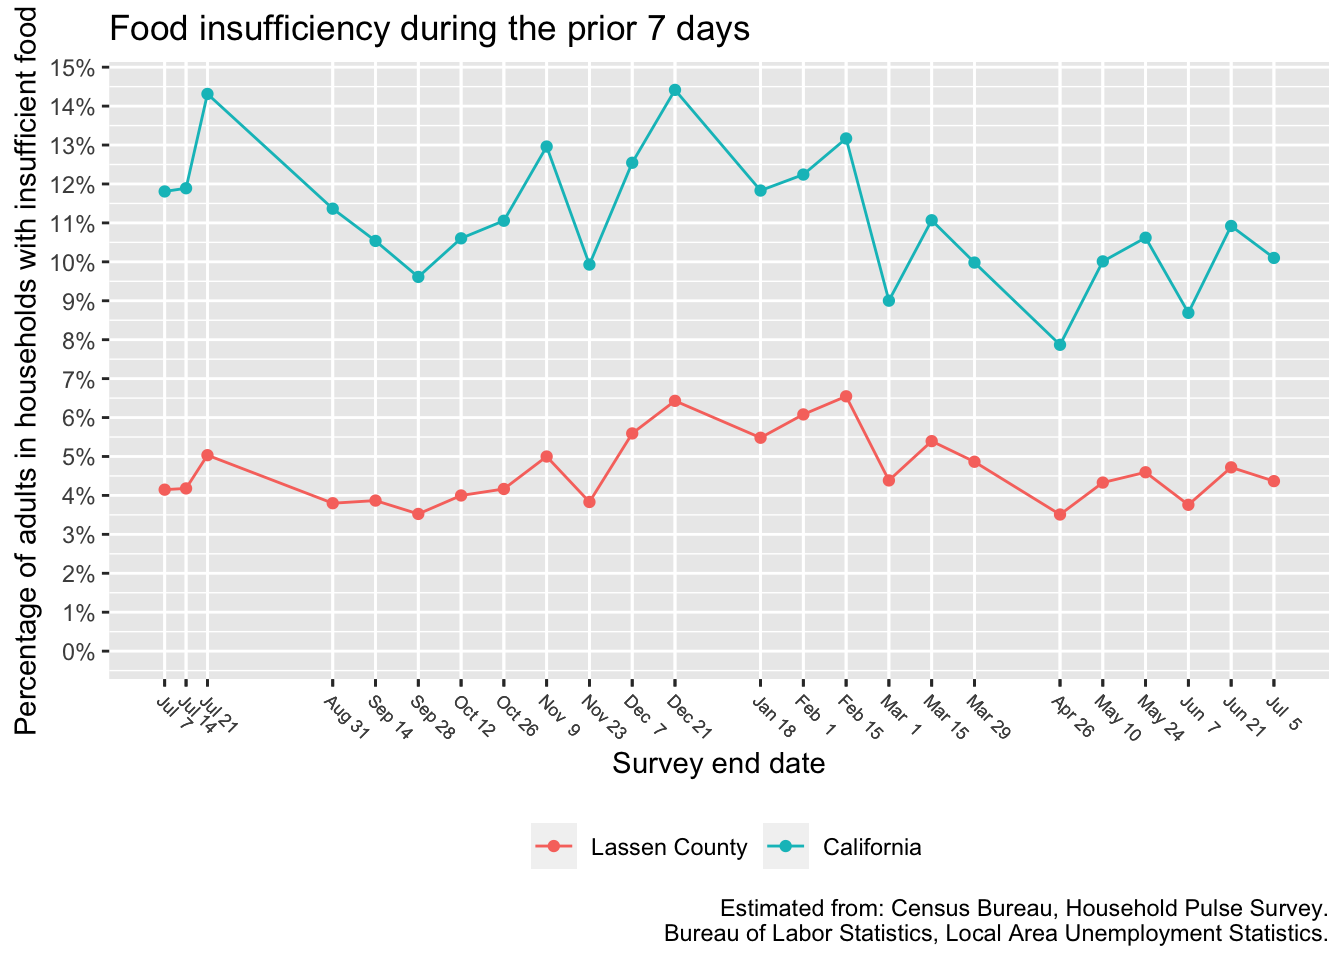 Food insufficiency during the prior 7 days
Percentage of adults in households with insufficient food
15%
14%
13%
12%
11%
10%
9%
8%
7%
6%
5%
4%
3%
2%
1%
0%
Jul 7
Jul 14
Jul 21
Aug 31
Sep 14
Sep 28
Oct 12
Oct 26
Nov 9
Nov 23
Dec 7
Dec 21
Jan 18
Feb 1
Feb 15
Mar 1
Mar 15
Mar 29
Apr 26
May 10
May 24
Jun 7
Jun 21
Jul 5
Survey end date
Lassen County
California
Estimated from: Census Bureau, Household Pulse Survey.
Bureau of Labor Statistics, Local Area Unemployment Statistics.